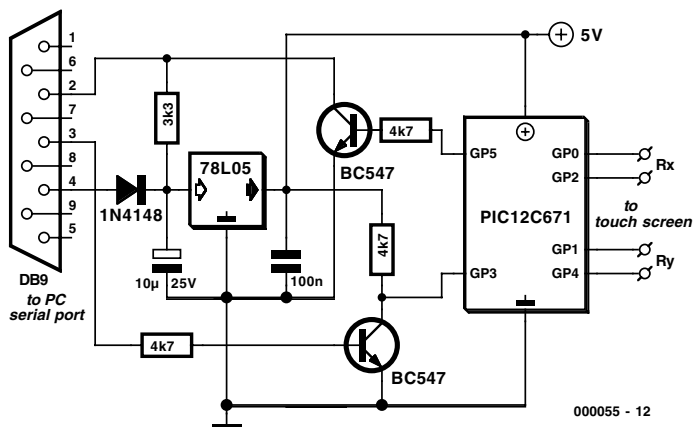 1
6
2
7
3
8
4
9
5
DB9
to PC
serial port
1N4148
3k3
78L05
10µ
25V
100n
4k7
BC547
4k7
4k7
BC547
5V
GP5
GP3
PIC12C671
GP0
GP2
GP1
GP4
Rx
to
touch screen
Ry
000055 - 12